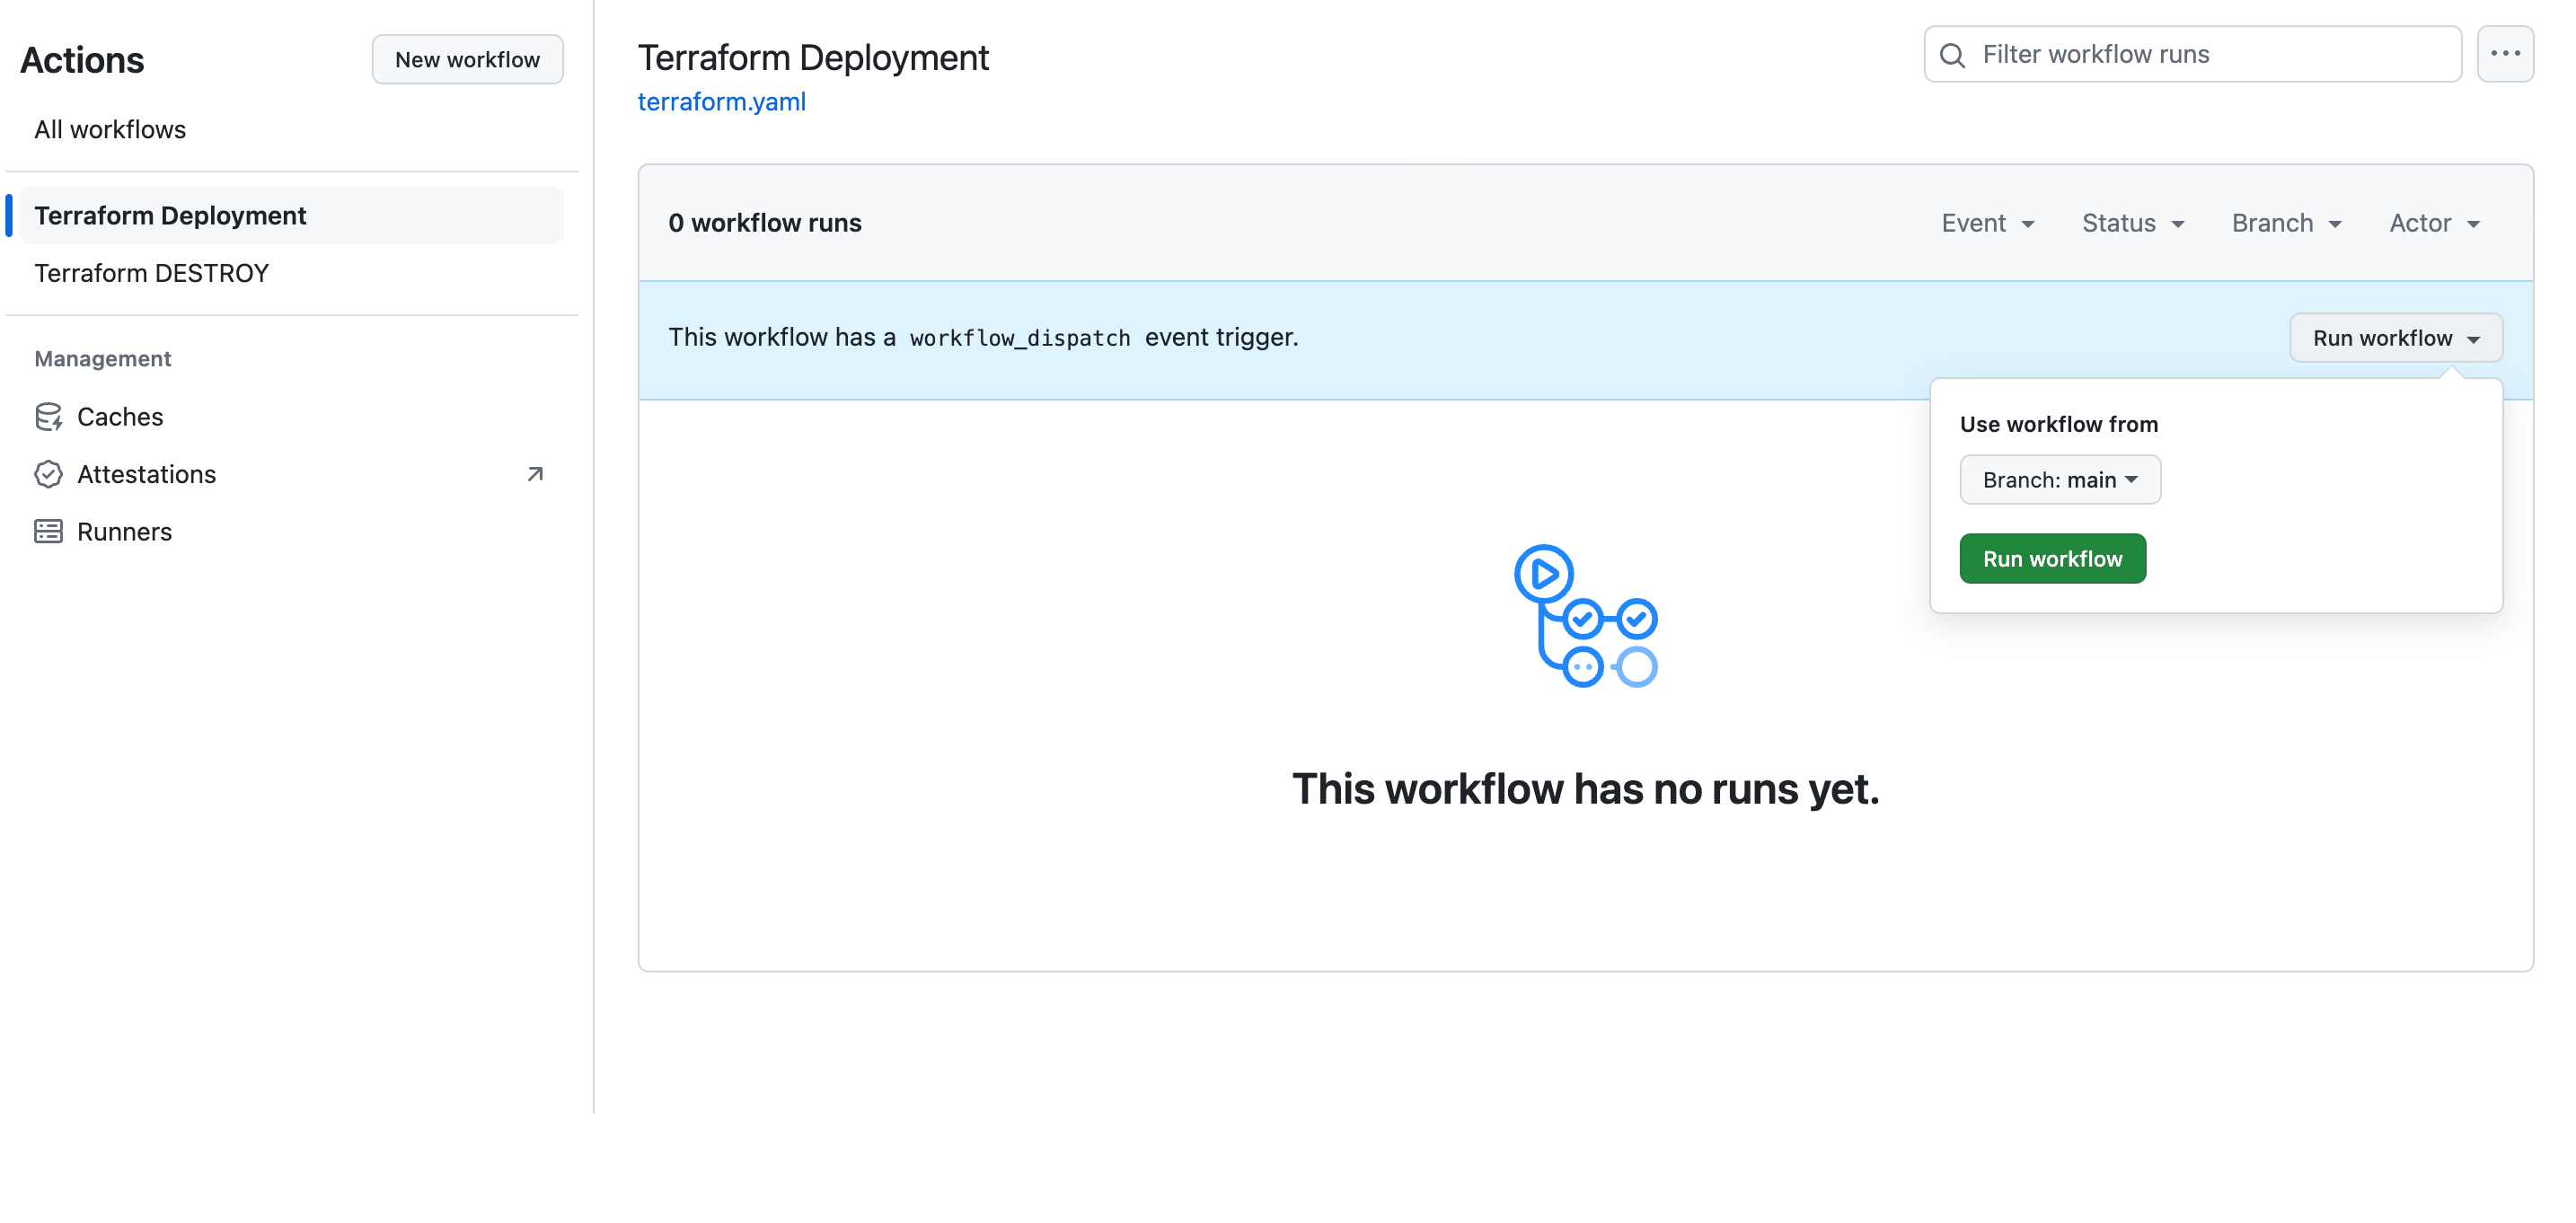 Actions
New workflow
All workflows
Terraform Deployment
Terraform DESTROY
Management
Caches
Attestations
Runners
Terraform Deployment
terraform.yaml
Filter workflow runs
0 workflow runs
Event
Status
Branch
Actor
This workflow has a workflow_dispatch event trigger.
Run workflow
Use workflow from
Branch: main
Run workflow
This workflow has no runs yet.